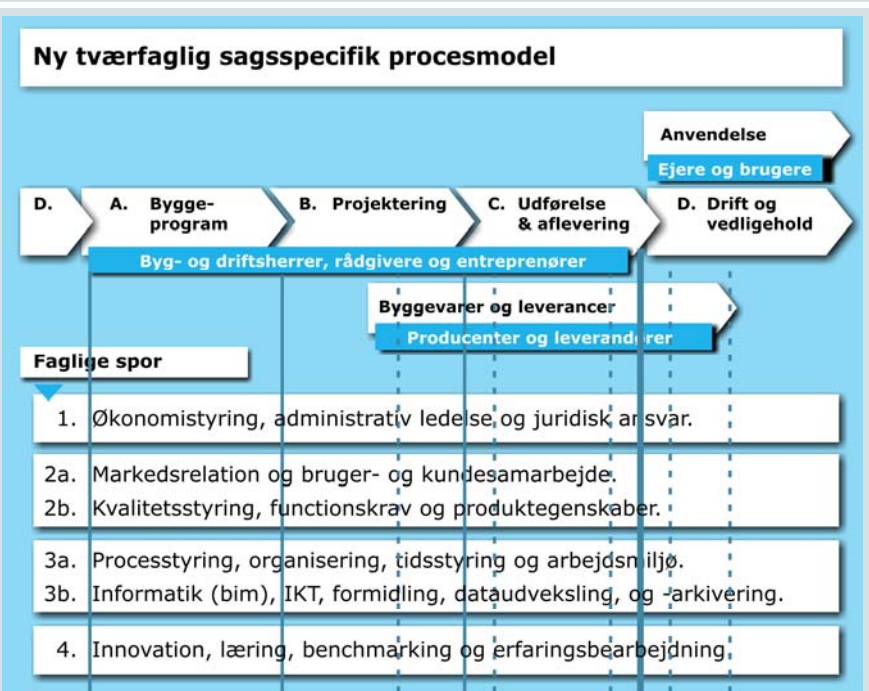 Ny tværfaglig sagsspecifik procesmodel
Anvendelse
Ejere og brugere
D.
A. Bygge-
program
B. Projektering
C. Udførelse
& aflevering
D. Drift og
vedligehold
Byg- og driftsherrer, rådgivere og entreprenører
Byggevarer og leverancer
Producenter og leverandører
Faglige spor
1. Økonomistyring, administrativ ledelse og juridisk ansvar.
2a. Markedsrelation og bruger- og kundesamarbejde.
2b. Kvalitetsstyring, functionskrav og produktegenskaber.
3a. Processtyring, organisering, tidsstyring og arbejdsmiljø.
3b. Informatik (bim), IKT, formidling, dataudveksling, og -arkivering.
4. Innovation, læring, benchmarking og erfaringsbearbejdning